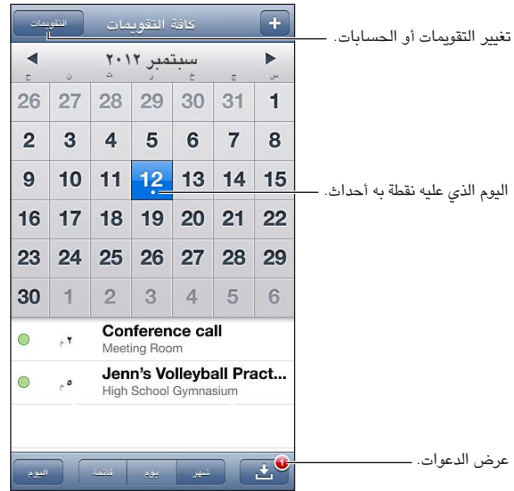 +
كافة التقويمات
التقويمات
تغيير التقويمات أو الحسابات.
سبتمبر ٢٠١٢
ح ن ث ر خ ج س
26 27 28 29 30 31 1
2 3 4 5 6 7 8
9 10 11 12 13 14 15
اليوم الذي عليه نقطة به أحداث.
16 17 18 19 20 21 22
23 24 25 26 27 28 29
30 1 2 3 4 5 6
Conference call
٢ م
Meeting Room
Jenn's Volleyball Pract...
٥ م
High School Gymnasium
عرض الدعوات.
1
شهر
يوم
قائمة
اليوم